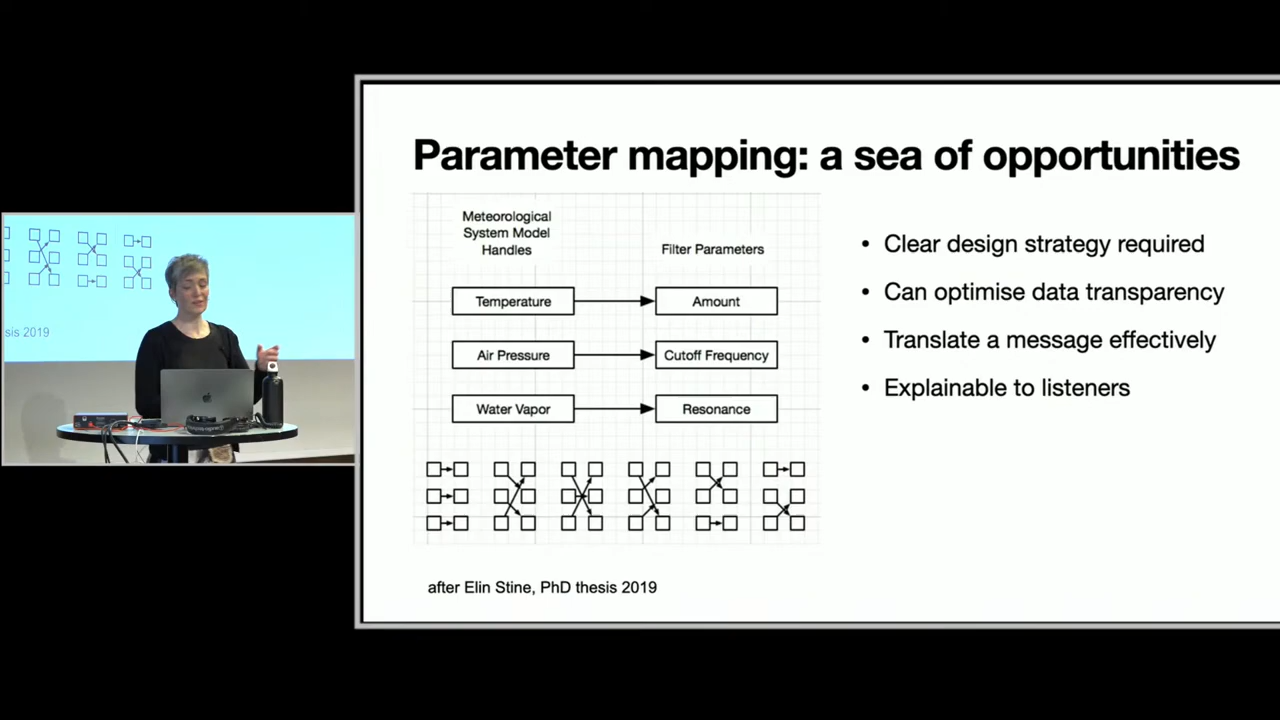 Parameter mapping: a sea of opportunities
Meteorological
System Model
Handles
Filter Parameters
Temperature
Amount
Air Pressure
Cutoff Frequency
Water Vapor
Resonance
after Elin Stine, PhD thesis 2019
• Clear design strategy required
• Can optimise data transparency
• Translate a message effectively
• Explainable to listeners
sis 2019